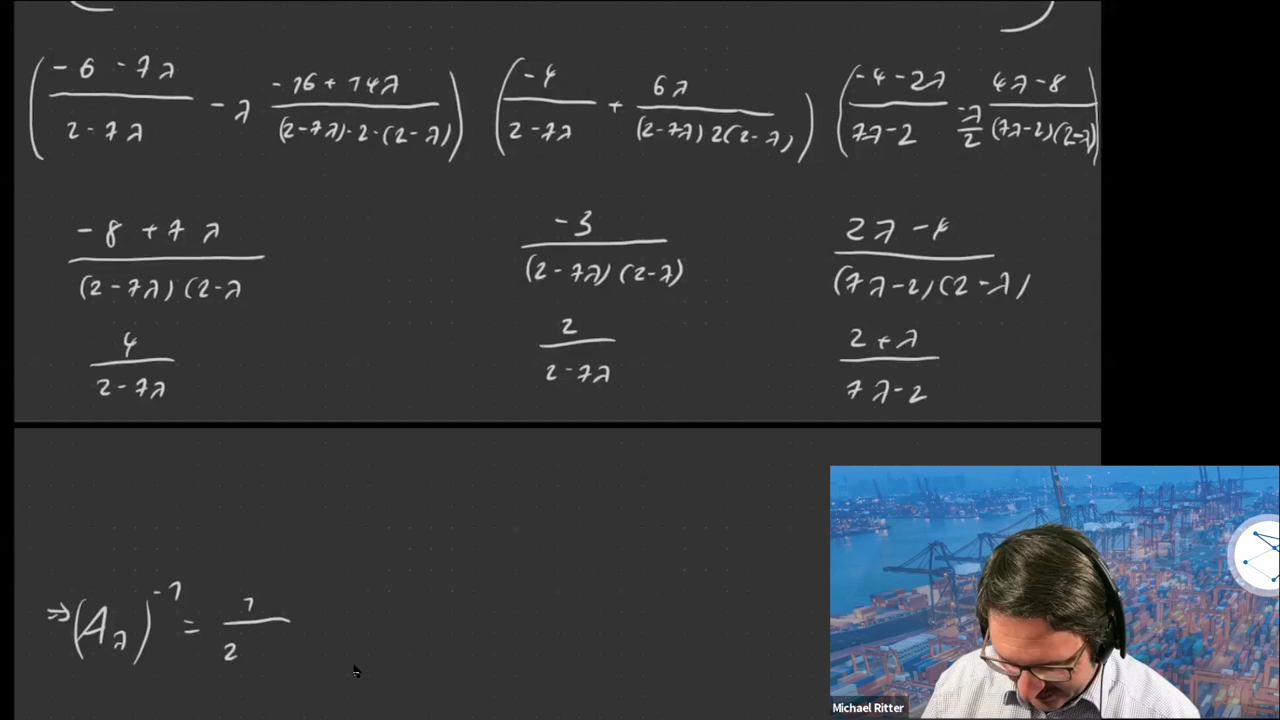 ( (-6 - 7λ)/(2 - 7λ) - λ (-16 + 14λ)/((2-7λ)·2·(2-λ)) ) ( -4/(2-7λ) + 6λ/((2-7λ)2(2-λ)) ) ( (-4-2λ)/(7λ-2) - λ/2 (4λ-8)/((7λ-2)(2-λ)) )
(-8 + 7λ)/((2-7λ)(2-λ) -3/((2-7λ)(2-λ)) (2λ-4)/((7λ-2)(2-λ))
4/(2-7λ) 2/(2-7λ) (2+λ)/(7λ-2)
⇒ (A_λ)^-1 = 1/2
Michael Ritter